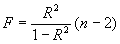 F = R²/(1 − R²) (n − 2)